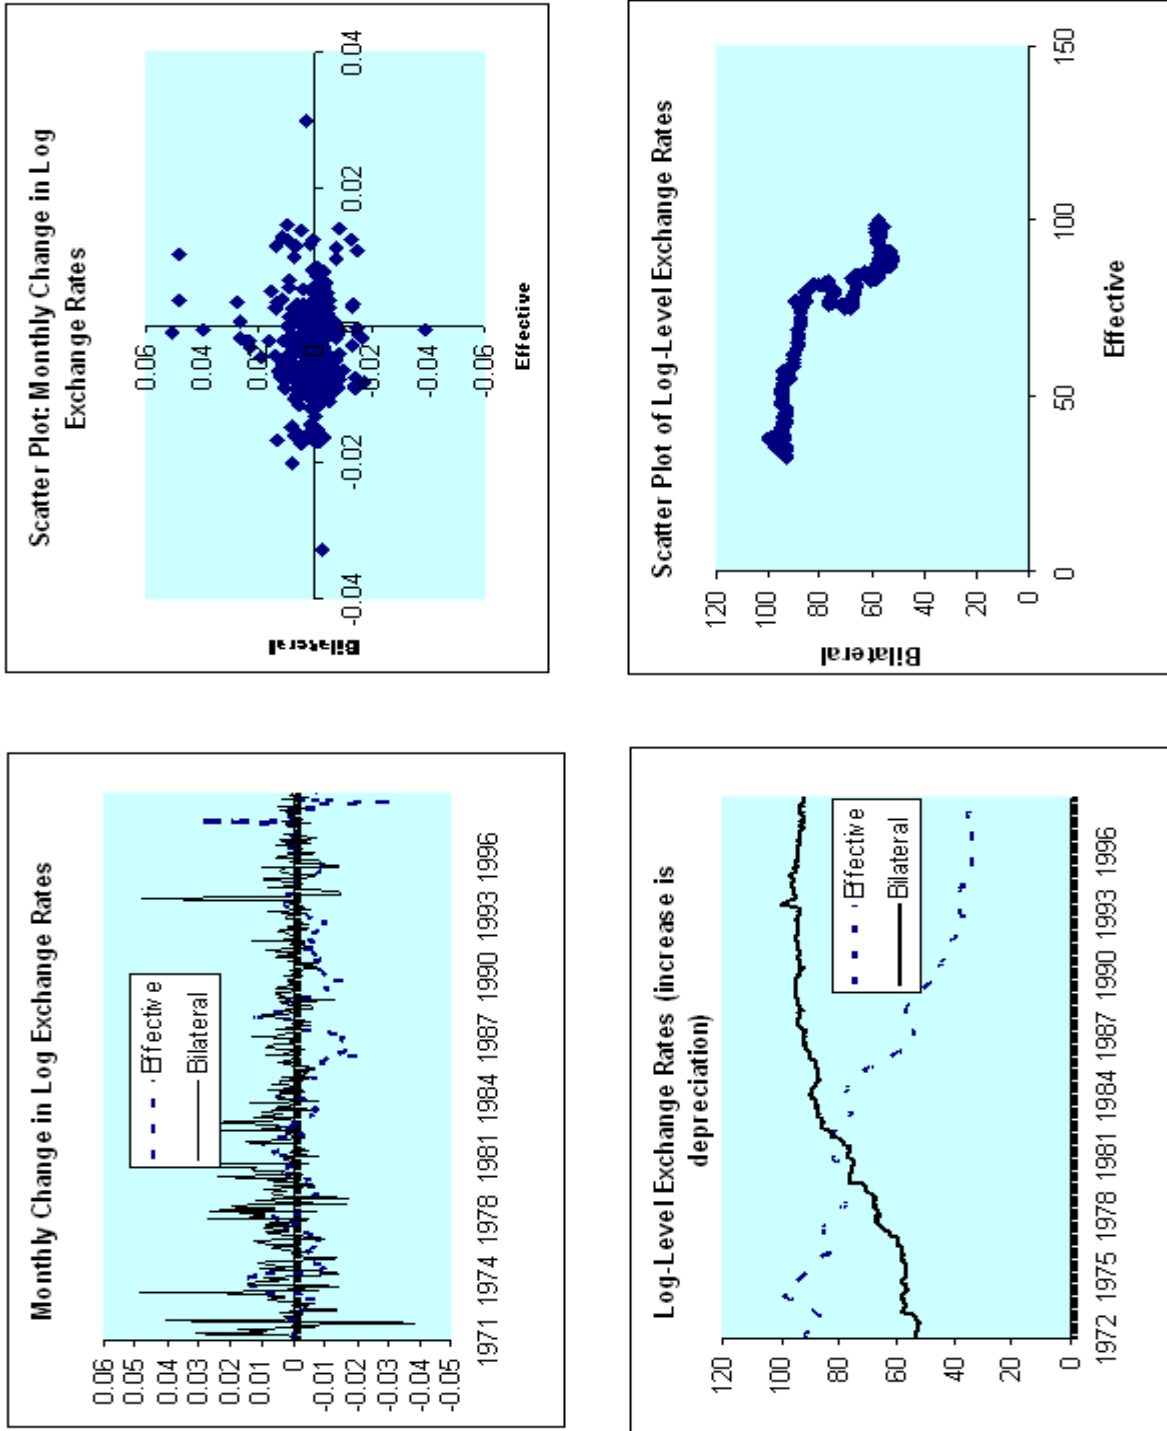 Monthly Change in Log Exchange Rates
0.06
0.05
0.04
0.03
0.02
0.01
0
-0.01
-0.02
-0.03
-0.04
-0.05
Effective
Bilateral
1971 1974 1978 1981 1984 1987 1990 1993 1996
Scatter Plot: Monthly Change in Log
Exchange Rates
Bilateral
0.06
0.04
0
-0.02
-0.04
-0.06
-0.04 -0.02 0.02 0.04
Effective
Log-Level Exchange Rates (increase is
depreciation)
120
100
80
60
40
20
0
Effective
Bilateral
1972 1975 1978 1981 1984 1987 1990 1993 1996
Scatter Plot of Log-Level Exchange Rates
Bilateral
120
100
80
60
40
20
0
0 50 100 150
Effective